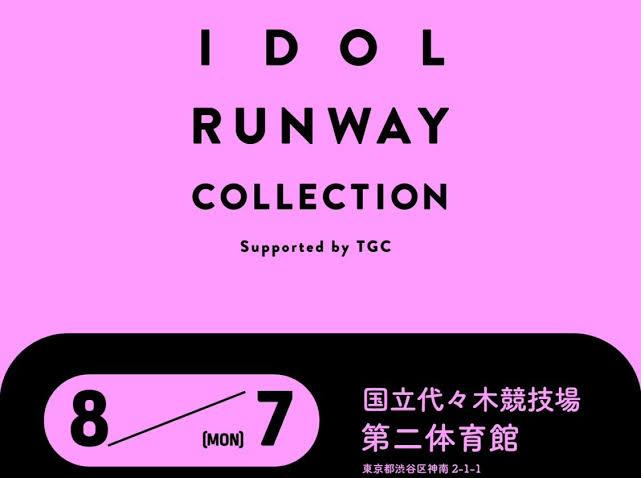 IDOL
RUNWAY
COLLECTION
Supported by TGC
8/7 (MON)
国立代々木競技場
第二体育館
東京都渋谷区神南 2-1-1